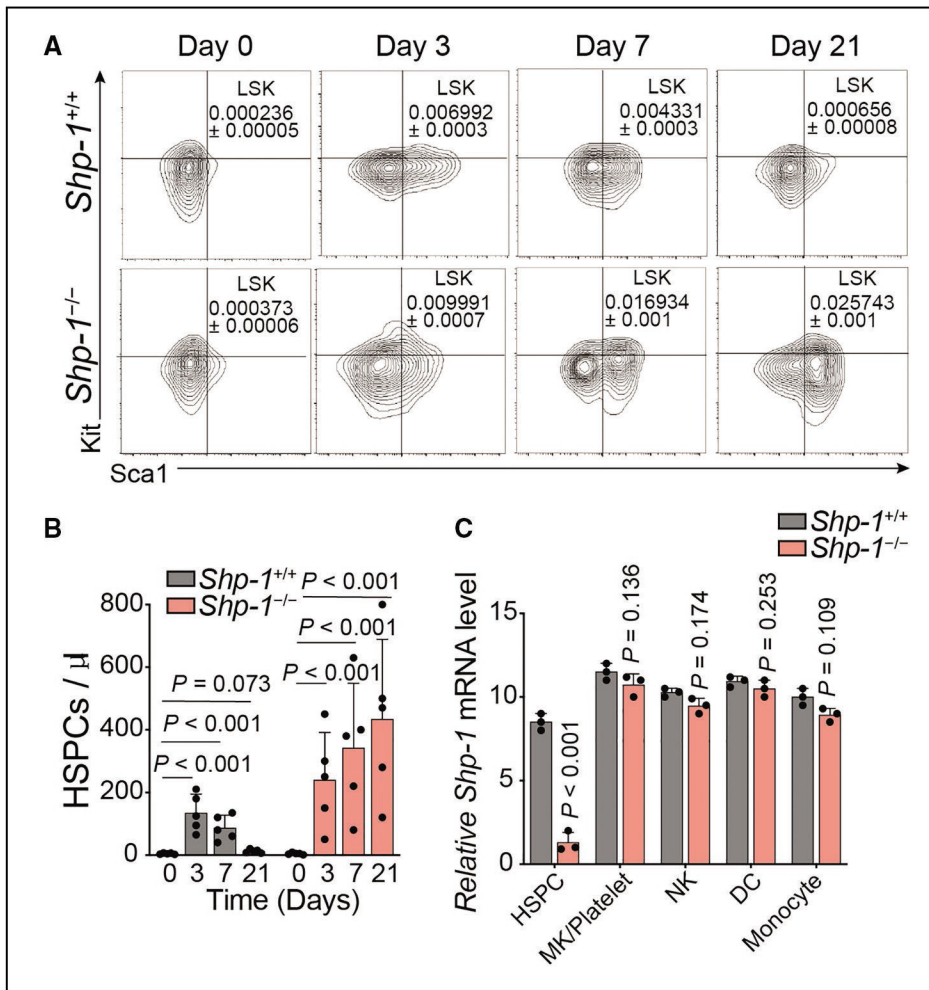 A
Day 0 Day 3 Day 7 Day 21
Shp-1+/+
LSK
0.000236
± 0.00005
LSK
0.006992
± 0.0003
LSK
0.004331
± 0.0003
LSK
0.000656
± 0.00008
Shp-1−/−
LSK
0.000373
± 0.00006
LSK
0.009991
± 0.0007
LSK
0.016934
± 0.001
LSK
0.025743
± 0.001
Kit
Sca1
B
Shp-1+/+
Shp-1−/−
P < 0.001
P < 0.001
P < 0.001
P = 0.073
P < 0.001
P < 0.001
HSPCs / μl
800
600
400
200
0
0 3 7 21 0 3 7 21
Time (Days)
C
Shp-1+/+
Shp-1−/−
Relative Shp-1 mRNA level
15
10
5
0
P < 0.001
P = 0.136
P = 0.174
P = 0.253
P = 0.109
HSPC
MK/Platelet
NK
DC
Monocyte